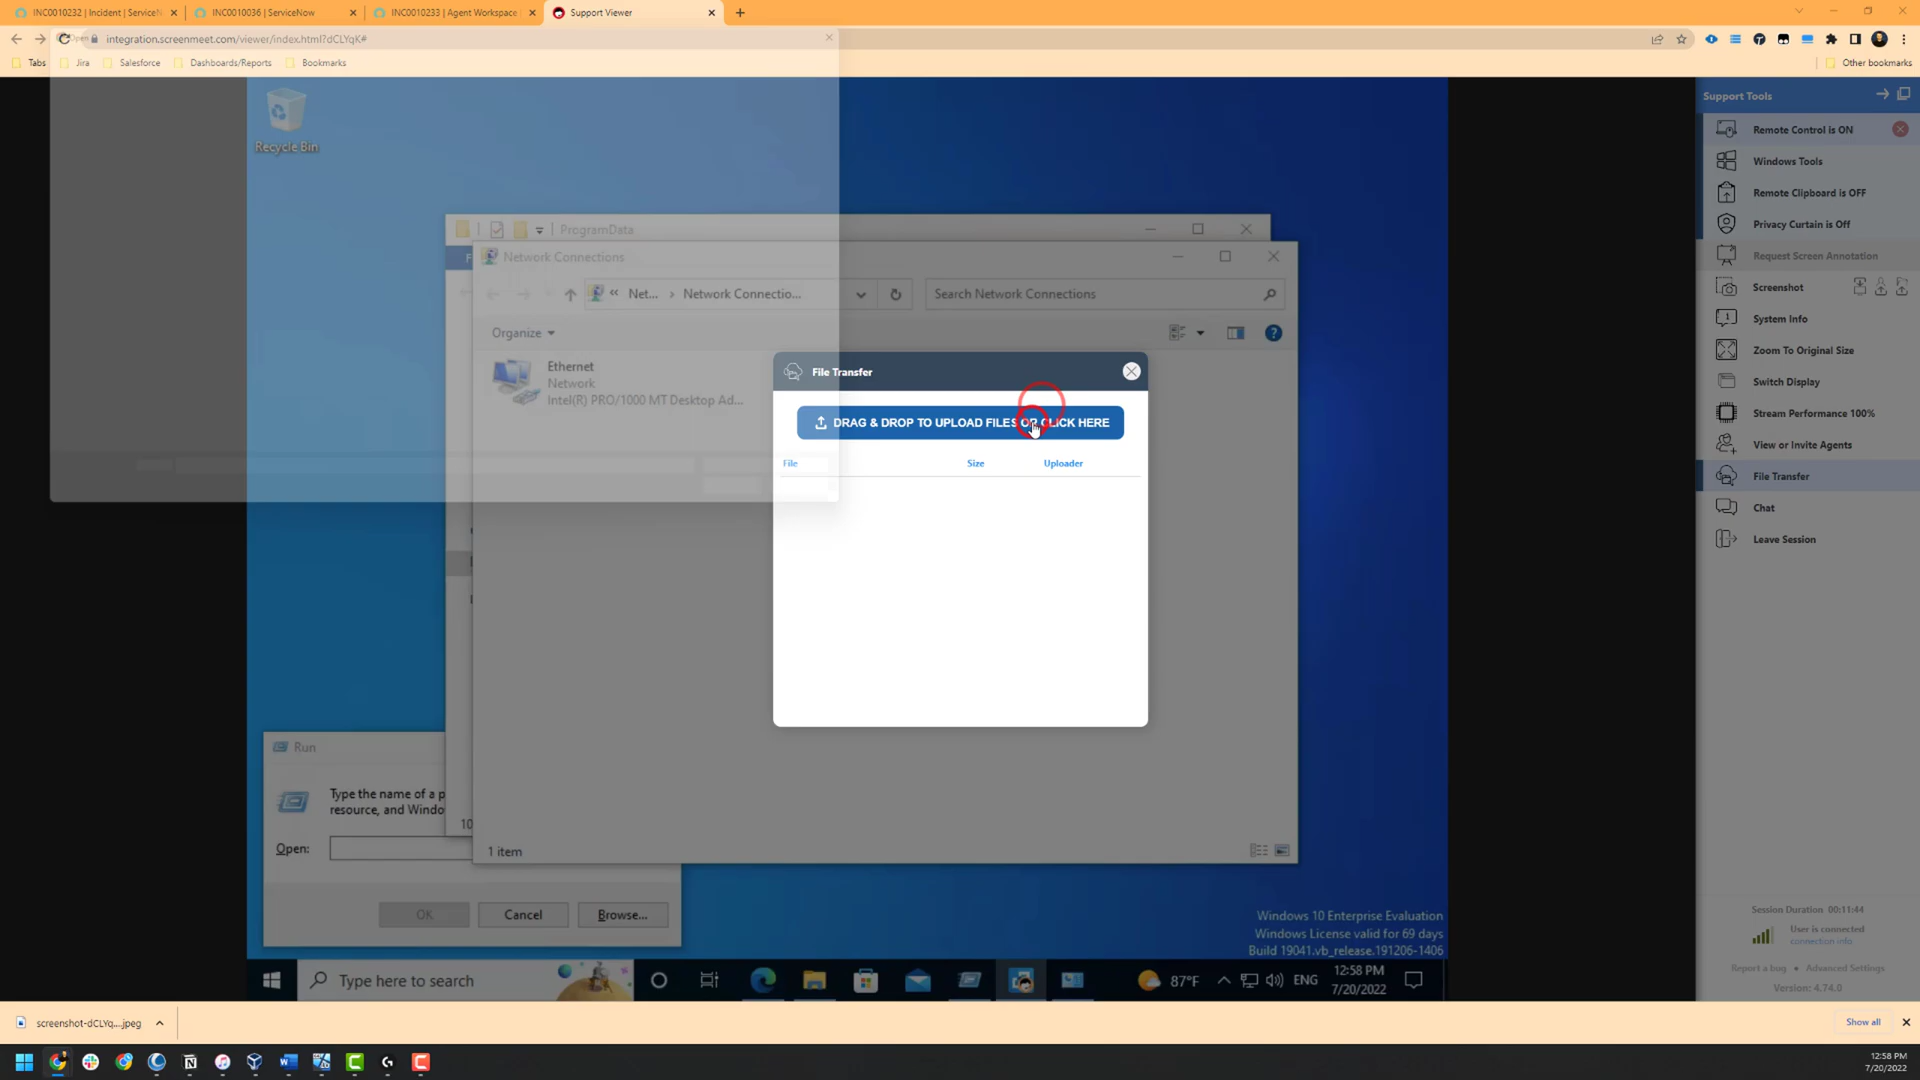 INC0010232 | Incident | ServiceN
INC0010036 | ServiceNow
INC0010233 | Agent Workspace
Support Viewer
Open
integration.screenmeet.com/viewer/index.html?dCLYqK#
Tabs
Jira
Salesforce
Dashboards/Reports
Bookmarks
Other bookmarks
Recycle Bin
ProgramData
Network Connections
« Net... › Network Connectio...
Search Network Connections
Organize
Ethernet
Network
Intel(R) PRO/1000 MT Desktop Ad...
1 item
File Transfer
DRAG & DROP TO UPLOAD FILES OR CLICK HERE
File
Size
Uploader
Run
Type the name of a p
resource, and Windo
Open:
OK
Cancel
Browse...
Windows 10 Enterprise Evaluation
Windows License valid for 69 days
Build 19041.vb_release.191206-1406
Type here to search
87°F
ENG
12:58 PM
7/20/2022
Support Tools
Remote Control is ON
Windows Tools
Remote Clipboard is OFF
Privacy Curtain is Off
Request Screen Annotation
Screenshot
System Info
Zoom To Original Size
Switch Display
Stream Performance 100%
View or Invite Agents
File Transfer
Chat
Leave Session
Session Duration 00:11:44
User is connected
connection info
Report a bug • Advanced Settings
Version: 4.74.0
screenshot-dCLYq....jpeg
Show all
12:58 PM
7/20/2022